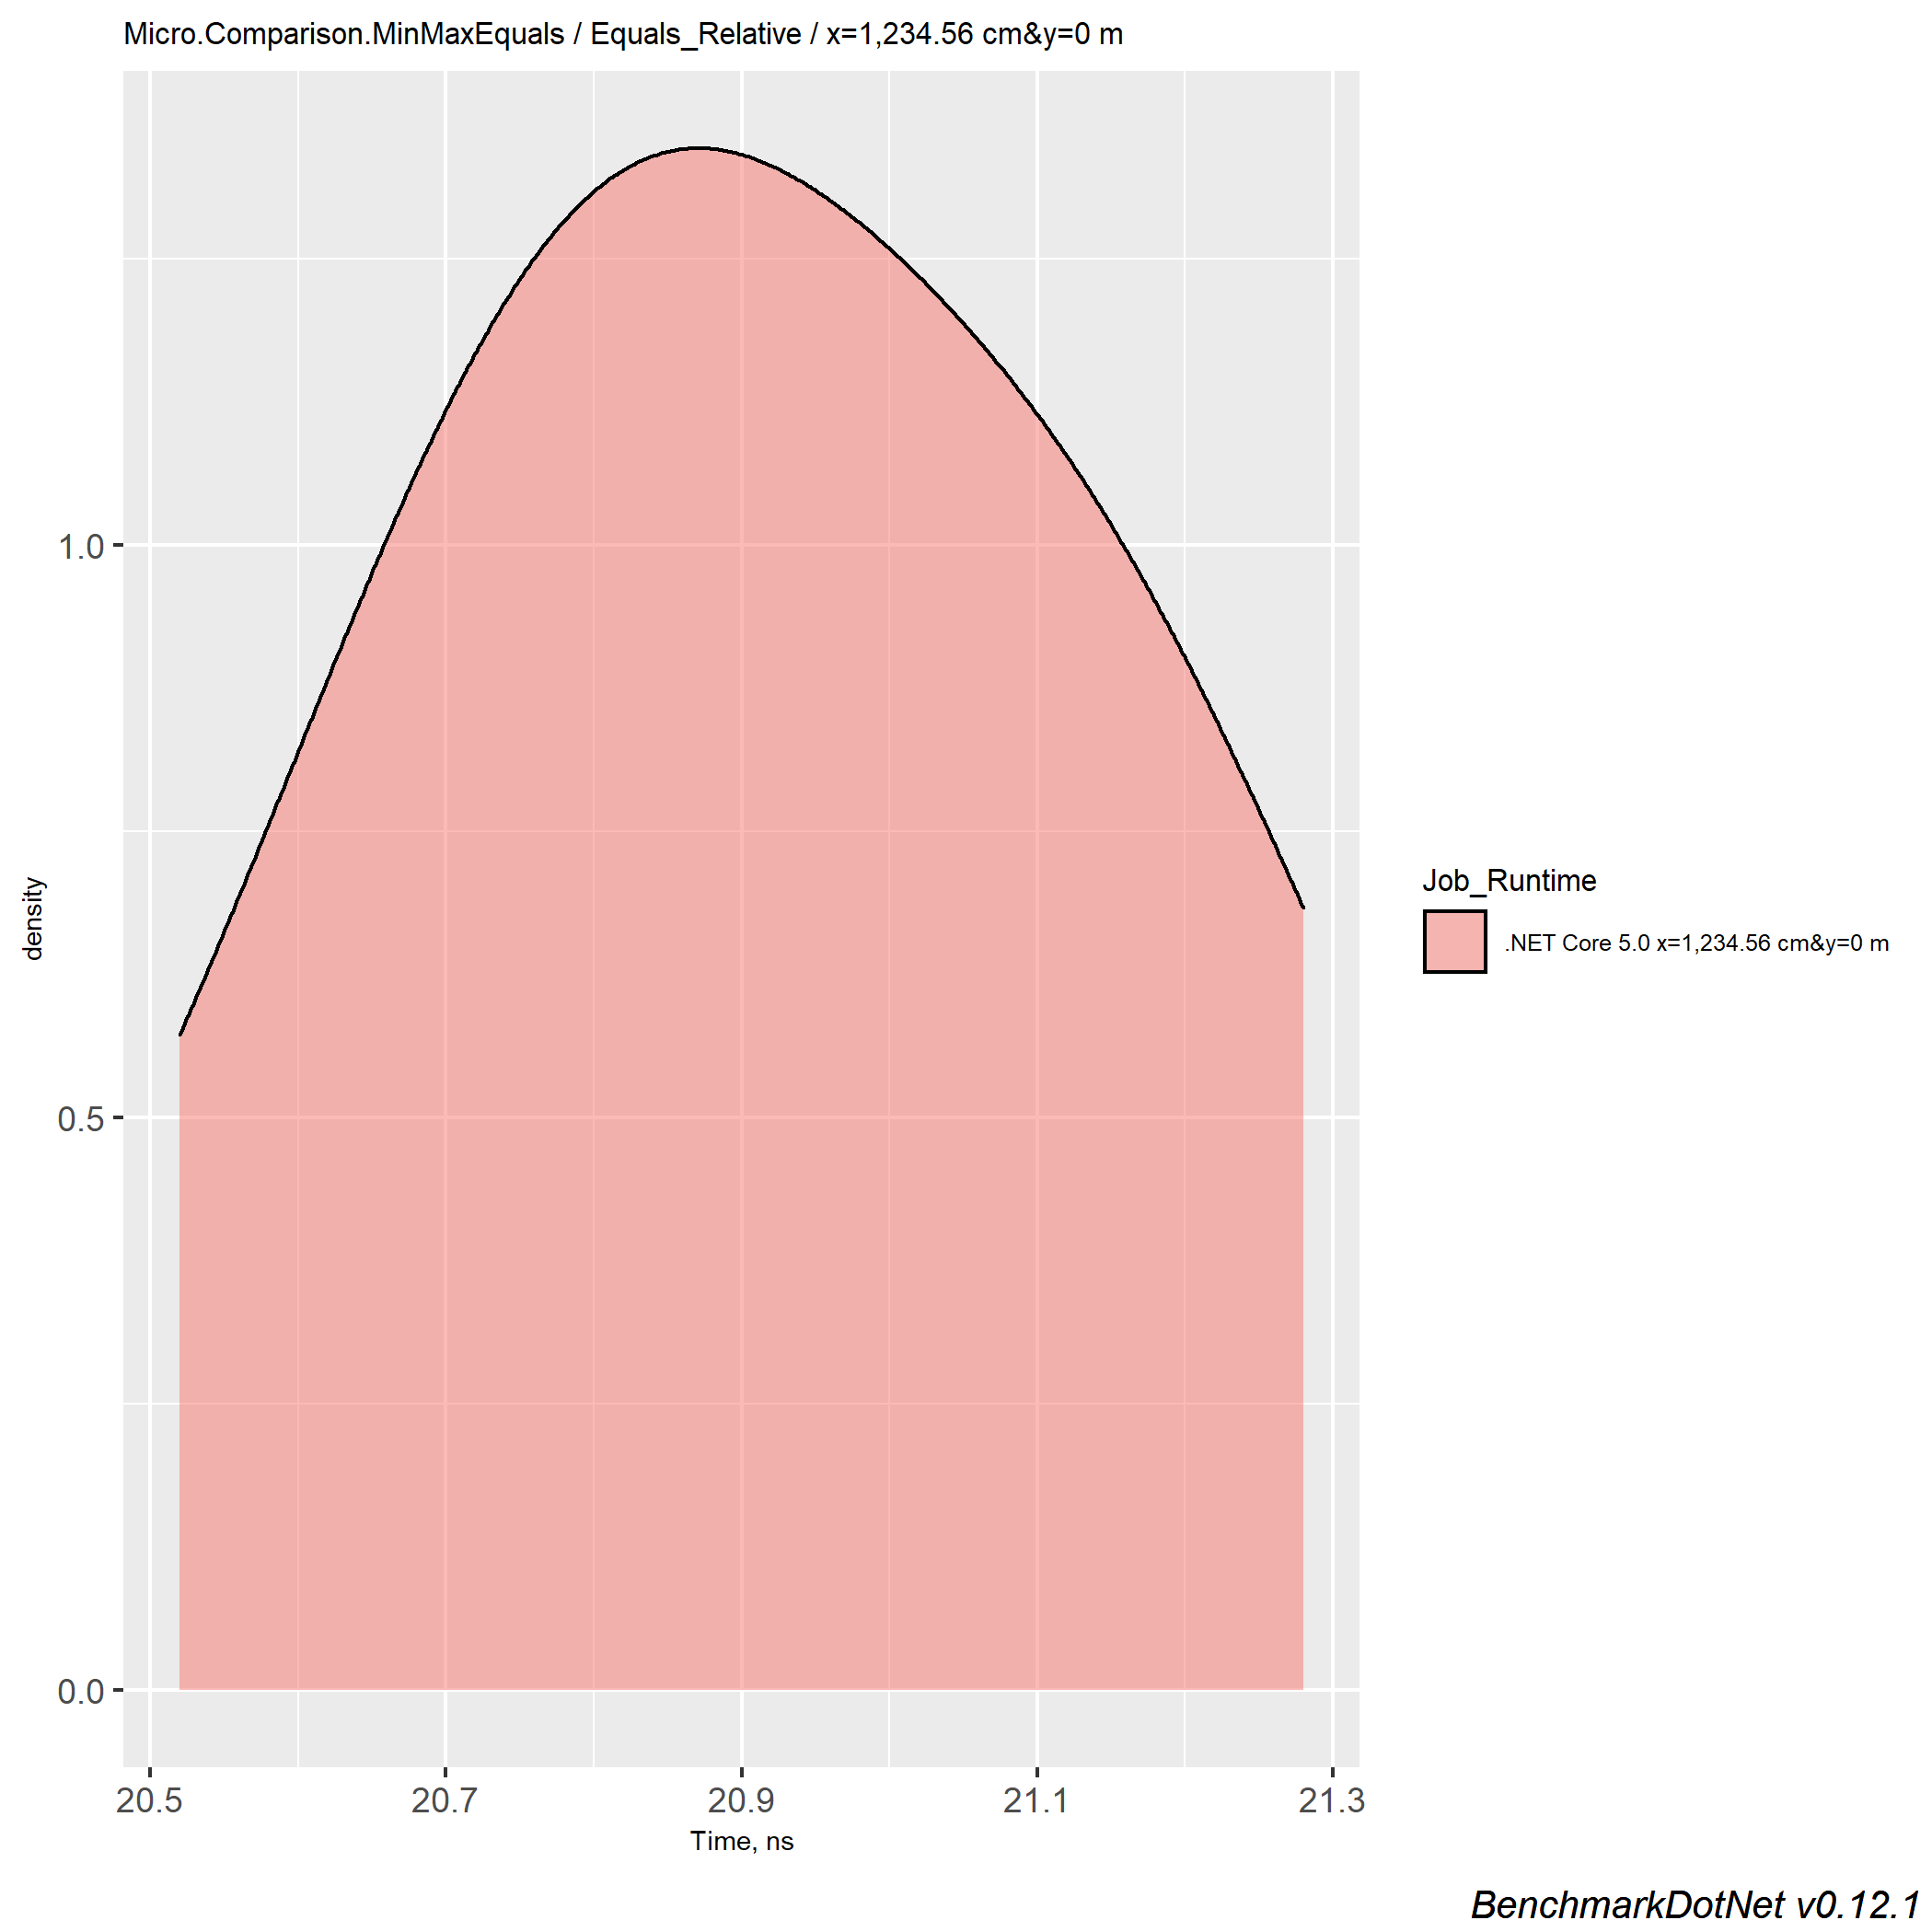 Micro.Comparison.MinMaxEquals / Equals_Relative / x=1,234.56 cm&y=0 m
density
1.0
0.5
0.0
20.5 20.7 20.9 21.1 21.3
Time, ns
Job_Runtime
.NET Core 5.0 x=1,234.56 cm&y=0 m
BenchmarkDotNet v0.12.1